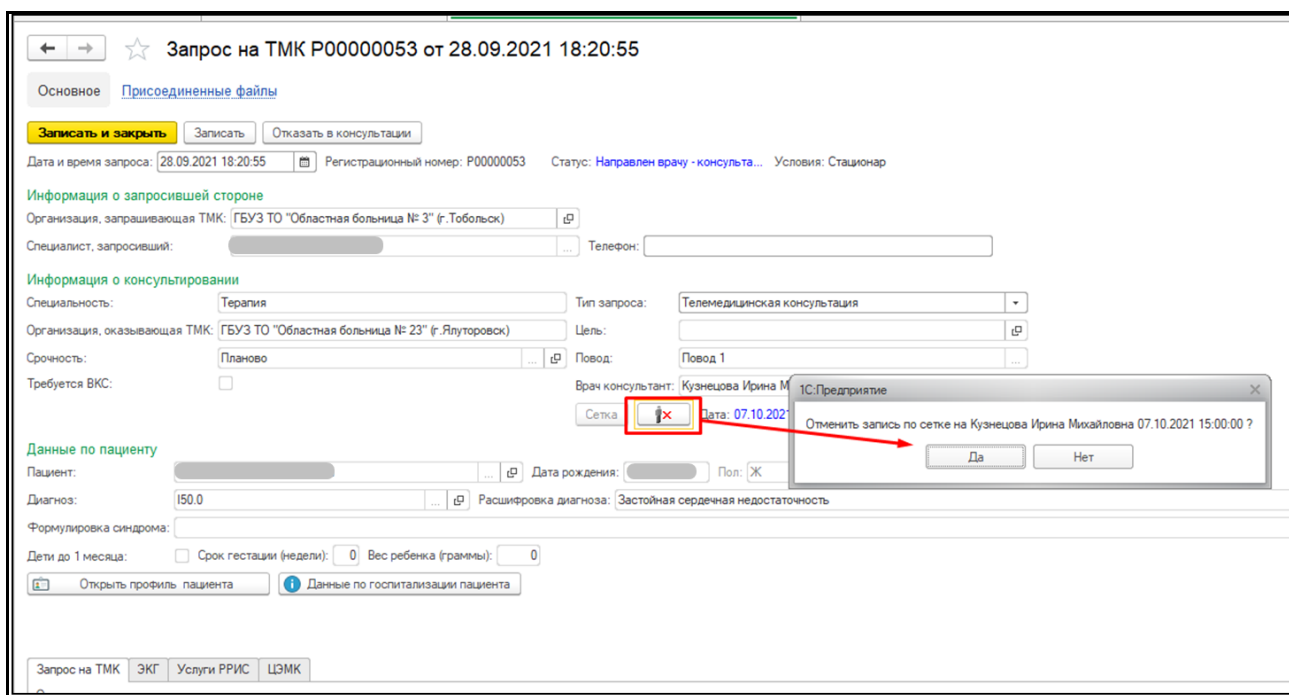 Запрос на ТМК Р00000053 от 28.09.2021 18:20:55
Основное Присоединенные файлы
Записать и закрыть Записать Отказать в консультации
Дата и время запроса: 28.09.2021 18:20:55 Регистрационный номер: Р00000053 Статус: Направлен врачу - консульта... Условия: Стационар
Информация о запросившей стороне
Организация, запрашивающая ТМК: ГБУЗ ТО "Областная больница № 3" (г.Тобольск)
Специалист, запросивший: ... Телефон:
Информация о консультировании
Специальность: Терапия Тип запроса: Телемедицинская консультация
Организация, оказывающая ТМК: ГБУЗ ТО "Областная больница № 23" (г.Ялуторовск) Цель:
Срочность: Планово ... Повод: Повод 1 ...
Требуется ВКС: Врач консультант: Кузнецова Ирина М
1С:Предприятие
Сетка Дата: 07.10.2021
Отменить запись по сетке на Кузнецова Ирина Михайловна 07.10.2021 15:00:00 ?
Да Нет
Данные по пациенту
Пациент: ... Дата рождения: Пол: Ж
Диагноз: I50.0 ... Расшифровка диагноза: Застойная сердечная недостаточность
Формулировка синдрома:
Дети до 1 месяца: Срок гестации (недели): 0 Вес ребенка (граммы): 0
Открыть профиль пациента Данные по госпитализации пациента
Запрос на ТМК ЭКГ Услуги РРИС ЦЭМК